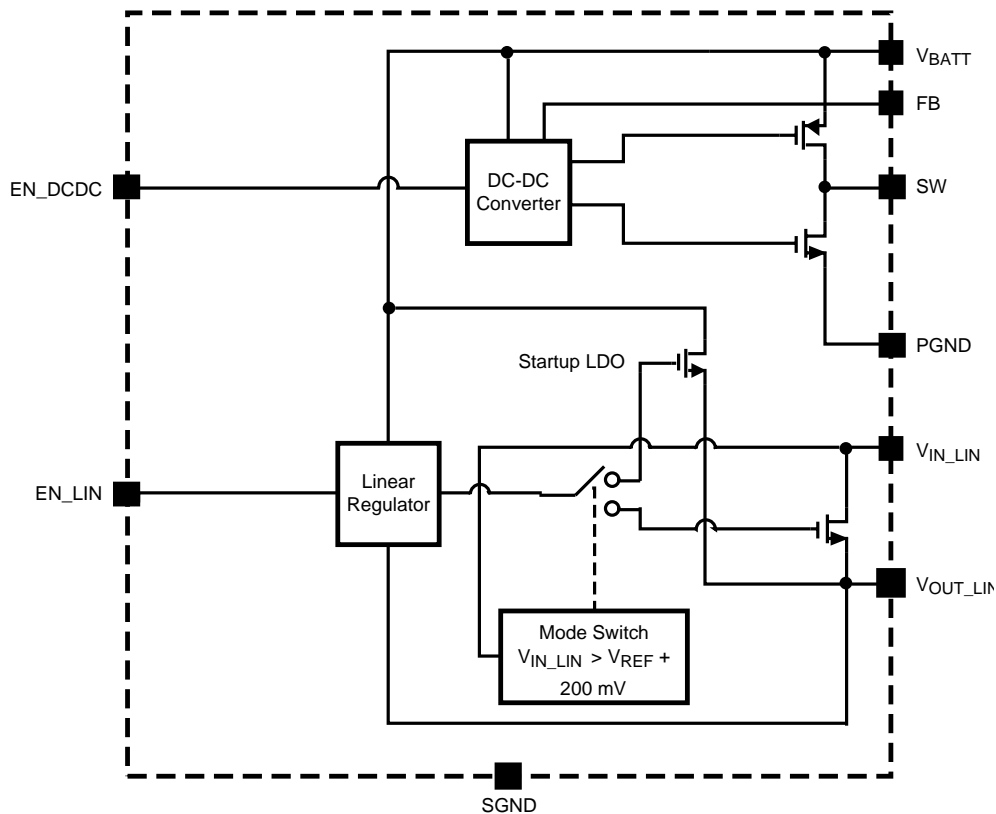 VBATT
FB
EN_DCDC
DC-DC
Converter
SW
PGND
Startup LDO
VIN_LIN
EN_LIN
Linear
Regulator
VOUT_LIN
Mode Switch
VIN_LIN > VREF +
200 mV
SGND